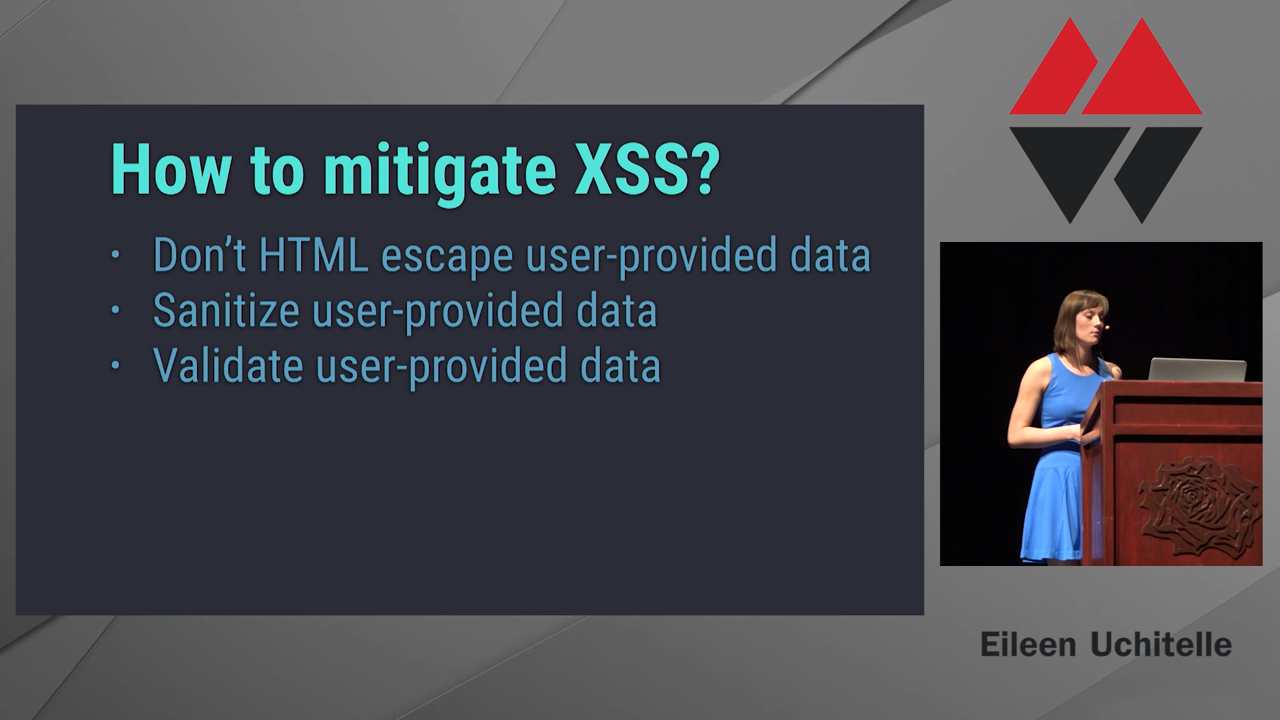 How to mitigate XSS?
• Don’t HTML escape user-provided data
• Sanitize user-provided data
• Validate user-provided data
Eileen Uchitelle